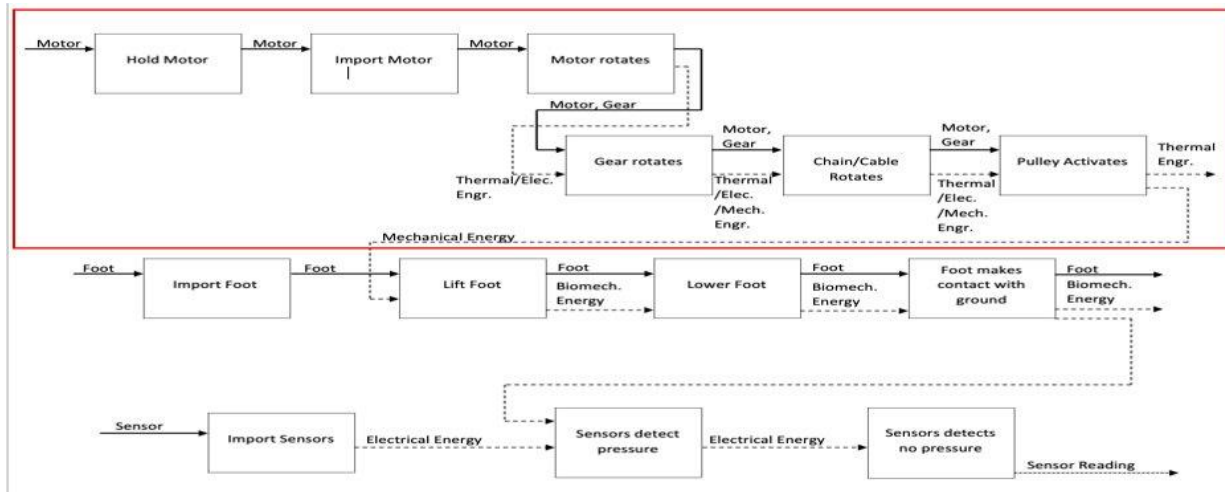 Motor
Hold Motor
Motor
Import Motor
Motor
Motor rotates
Motor, Gear
Thermal/Elec.
Engr.
Gear rotates
Motor,
Gear
Thermal
/Elec.
/Mech.
Engr.
Chain/Cable
Rotates
Motor,
Gear
Thermal
/Elec.
/Mech.
Engr.
Pulley Activates
Thermal
Engr.
Mechanical Energy
Foot
Import Foot
Foot
Lift Foot
Foot
Biomech.
Energy
Lower Foot
Foot
Biomech.
Energy
Foot makes
contact with
ground
Foot
Biomech.
Energy
Sensor
Import Sensors
Electrical Energy
Sensors detect
pressure
Electrical Energy
Sensors detects
no pressure
Sensor Reading